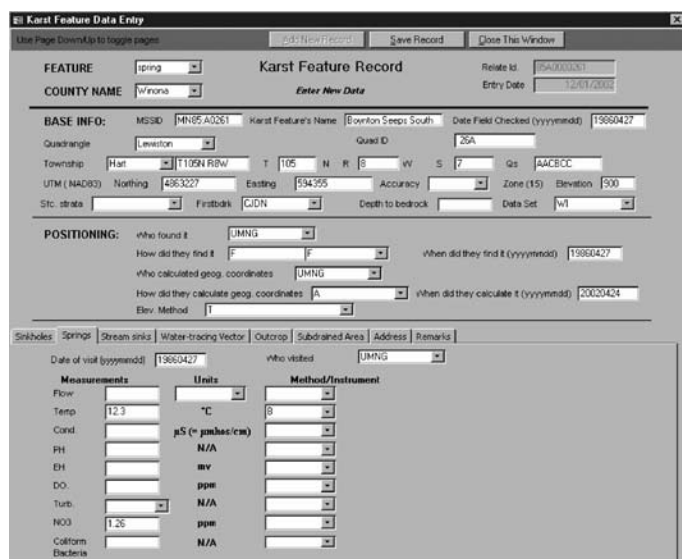 Karst Feature Data Entry
Use Page Down/Up to toggle pages Add New Record Save Record Close This Window
FEATURE spring Karst Feature Record Relate Id. 85A0000261
COUNTY NAME Winona Enter New Data Entry Date 12/01/2002
BASE INFO: MSSID MN85:A0261 Karst Feature's Name Boynton Seeps South Date Field Checked (yyyymmdd) 19860427
Quadrangle Lewiston Quad ID 26A
Township Hart T105N R8W T 105 N R 8 W S 7 Qs AACBCC
UTM ( NAD83) Northing 4863227 Easting 594355 Accuracy Zone (15) Elevation 900
Sfc. strata Firstbdrk CJDN Depth to bedrock Data Set WI
POSITIONING: Who found it UMNG
How did they find it F F When did they find it (yyyymmdd) 19860427
Who calculated geog. coordinates UMNG
How did they calculate geog. coordinates A When did they calculate it (yyyymmdd) 20020424
Elev. Method T
Sinkholes Springs Stream sinks Water-tracing Vector Outcrop Subdrained Area Address Remarks
Date of visit (yyyymmdd) 19860427 Who visited UMNG
Measurements Units Method/Instrument
Flow
Temp 12.3 °C 8
Cond. µS (= µmhos/cm)
PH N/A
EH mv
DO. ppm
Turb. N/A
NO3 1.26 ppm
Coliform
Bacteria N/A